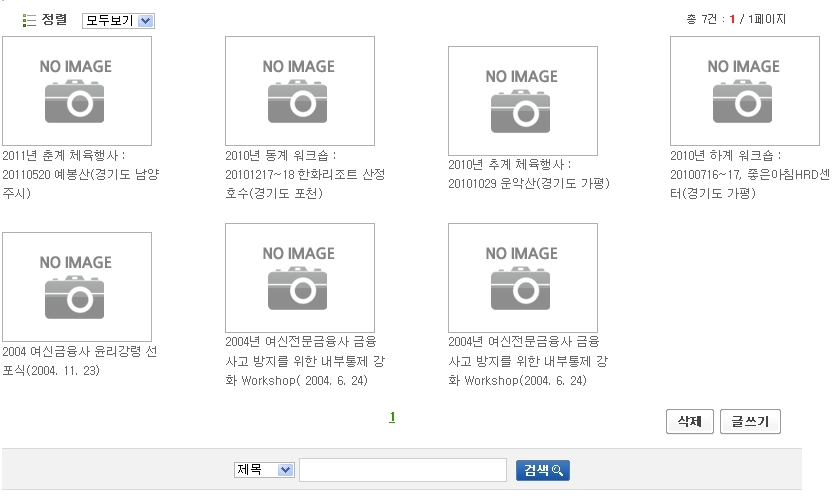 정렬 모두보기 총 7건 : 1 / 1페이지
NO IMAGE NO IMAGE NO IMAGE NO IMAGE
2011년 춘계 체육행사 :
20110520 예봉산(경기도 남양
주시)
2010년 동계 워크숍 :
20101217~18 한화리조트 산정
호수(경기도 포천)
2010년 추계 체육행사 :
20101029 운악산(경기도 가평)
2010년 하계 워크숍 :
20100716~17, 좋은아침HRD센
터(경기도 가평)
NO IMAGE NO IMAGE NO IMAGE
2004 여신금융사 윤리강령 선
포식(2004. 11. 23)
2004년 여신전문금융사 금융
사고 방지를 위한 내부통제 강
화 Workshop( 2004. 6. 24)
2004년 여신전문금융사 금융
사고 방지를 위한 내부통제 강
화 Workshop(2004. 6. 24)
1
삭제 글쓰기
제목 검색